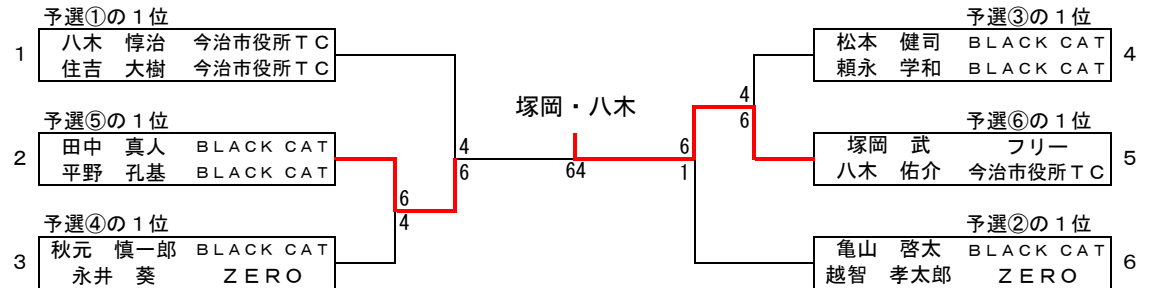 予選①の１位
1
八木　惇治　今治市役所ＴＣ
住吉　大樹　今治市役所ＴＣ
予選⑤の１位
2
田中　真人　ＢＬＡＣＫ ＣＡＴ
平野　孔基　ＢＬＡＣＫ ＣＡＴ
予選④の１位
3
秋元　慎一郎　ＢＬＡＣＫ ＣＡＴ
永井　葵　ＺＥＲＯ
6
4
4
6
塚岡・八木
64
6
1
4
6
予選③の１位
松本　健司　ＢＬＡＣＫ ＣＡＴ
頼永　学和　ＢＬＡＣＫ ＣＡＴ
4
予選⑥の１位
塚岡　武　フリー
八木　佑介　今治市役所ＴＣ
5
予選②の１位
亀山　啓太　ＢＬＡＣＫ ＣＡＴ
越智　孝太郎　ＺＥＲＯ
6